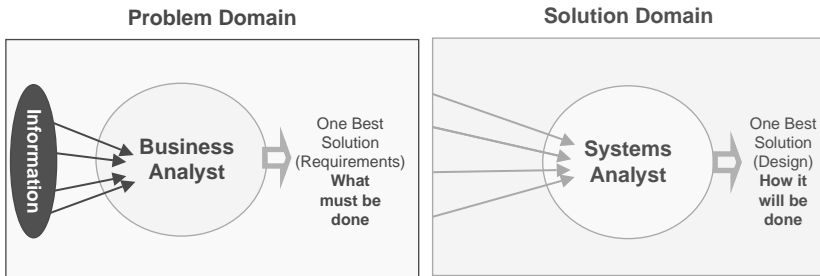 Problem Domain
Information
Business
Analyst
One Best
Solution
(Requirements)
What
must be
done
Solution Domain
Systems
Analyst
One Best
Solution
(Design)
How it
will be
done